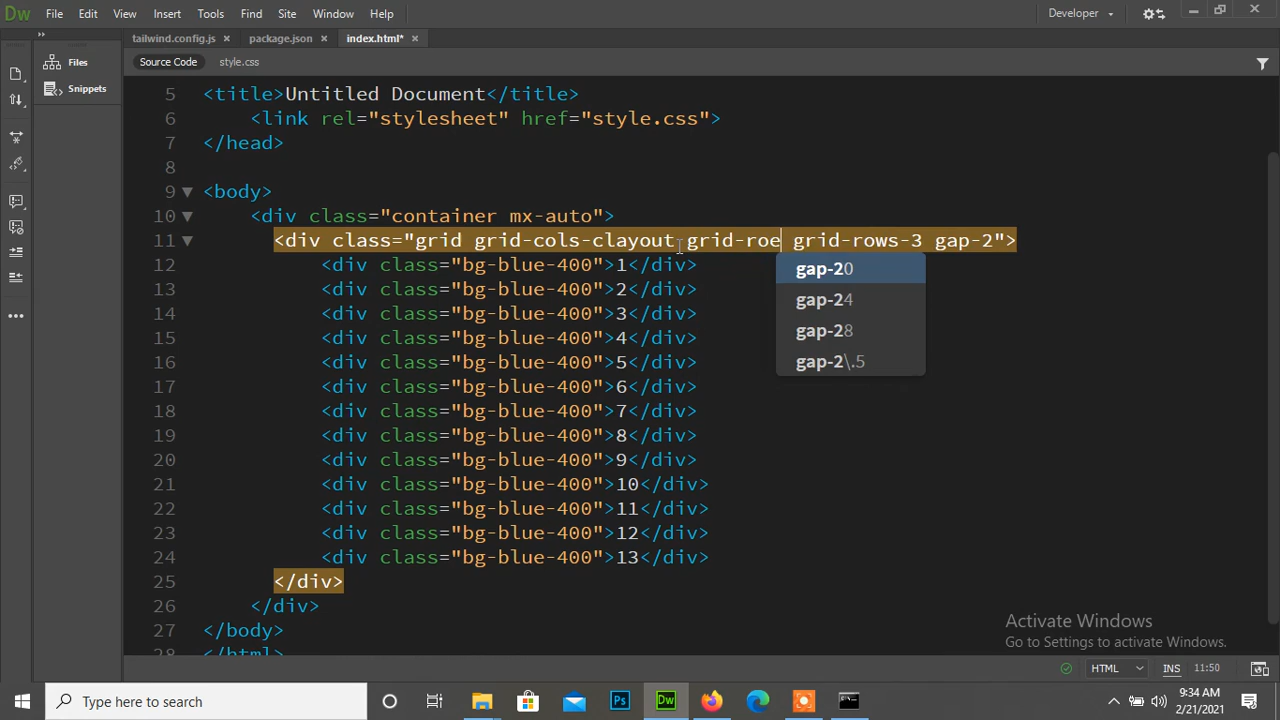 Dw File Edit View Insert Tools Find Site Window Help Developer
tailwind.config.js package.json index.html*
Source Code style.css
Files
Snippets
5 <title>Untitled Document</title>
6 <link rel="stylesheet" href="style.css">
7 </head>
8
9 <body>
10 <div class="container mx-auto">
11 <div class="grid grid-cols-clayout grid-roe grid-rows-3 gap-2">
12 <div class="bg-blue-400">1</div>
13 <div class="bg-blue-400">2</div>
14 <div class="bg-blue-400">3</div>
15 <div class="bg-blue-400">4</div>
16 <div class="bg-blue-400">5</div>
17 <div class="bg-blue-400">6</div>
18 <div class="bg-blue-400">7</div>
19 <div class="bg-blue-400">8</div>
20 <div class="bg-blue-400">9</div>
21 <div class="bg-blue-400">10</div>
22 <div class="bg-blue-400">11</div>
23 <div class="bg-blue-400">12</div>
24 <div class="bg-blue-400">13</div>
25 </div>
26 </div>
27 </body>
28 </html>
gap-20
gap-24
gap-28
gap-2\.5
Activate Windows
Go to Settings to activate Windows.
HTML INS 11:50
Type here to search
Ps
Dw
9:34 AM
2/21/2021